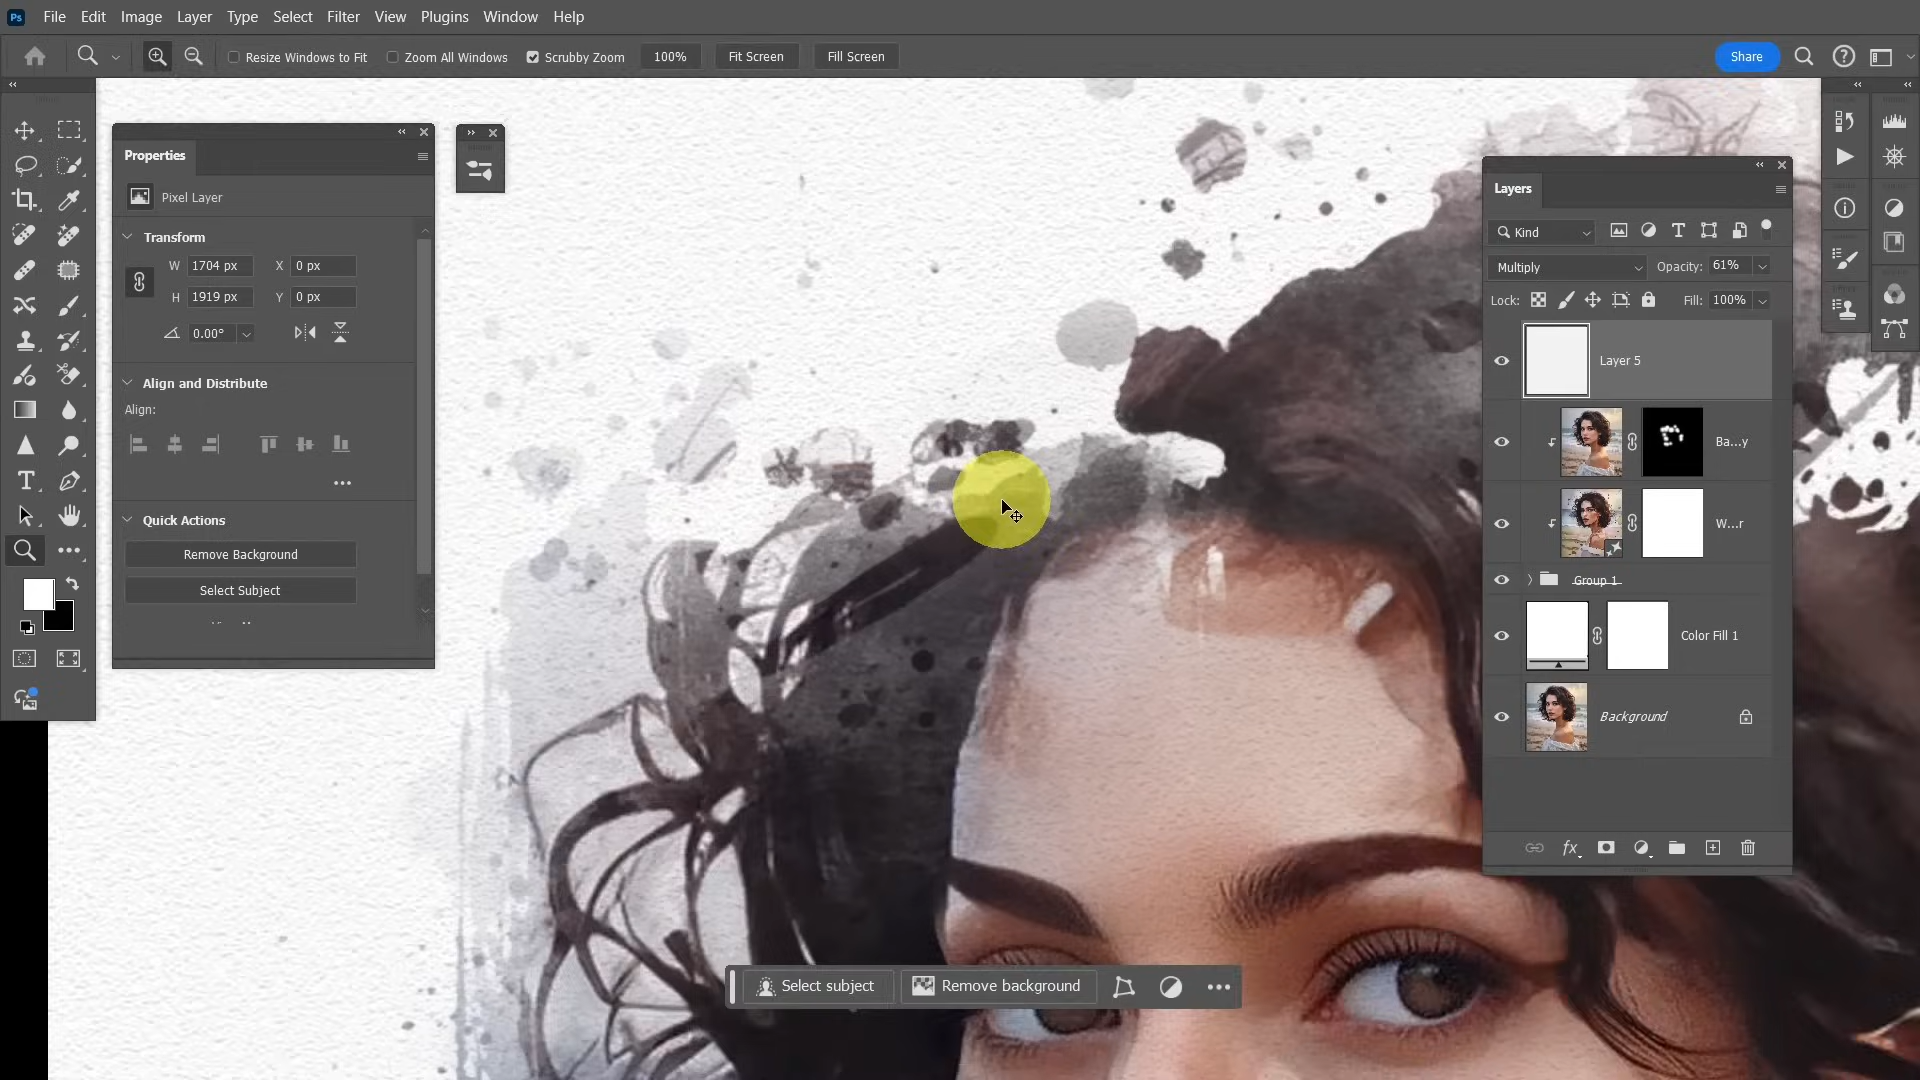 Ps File Edit Image Layer Type Select Filter View Plugins Window Help
Resize Windows to Fit Zoom All Windows Scrubby Zoom 100% Fit Screen Fill Screen Share
Properties
Pixel Layer
Transform
W 1704 px X 0 px
H 1919 px Y 0 px
0.00°
Align and Distribute
Align:
Quick Actions
Remove Background
Select Subject
Layers
Kind
Multiply Opacity: 61%
Lock: Fill: 100%
Layer 5
Ba...y
W...r
Group 1
Color Fill 1
Background
Select subject Remove background